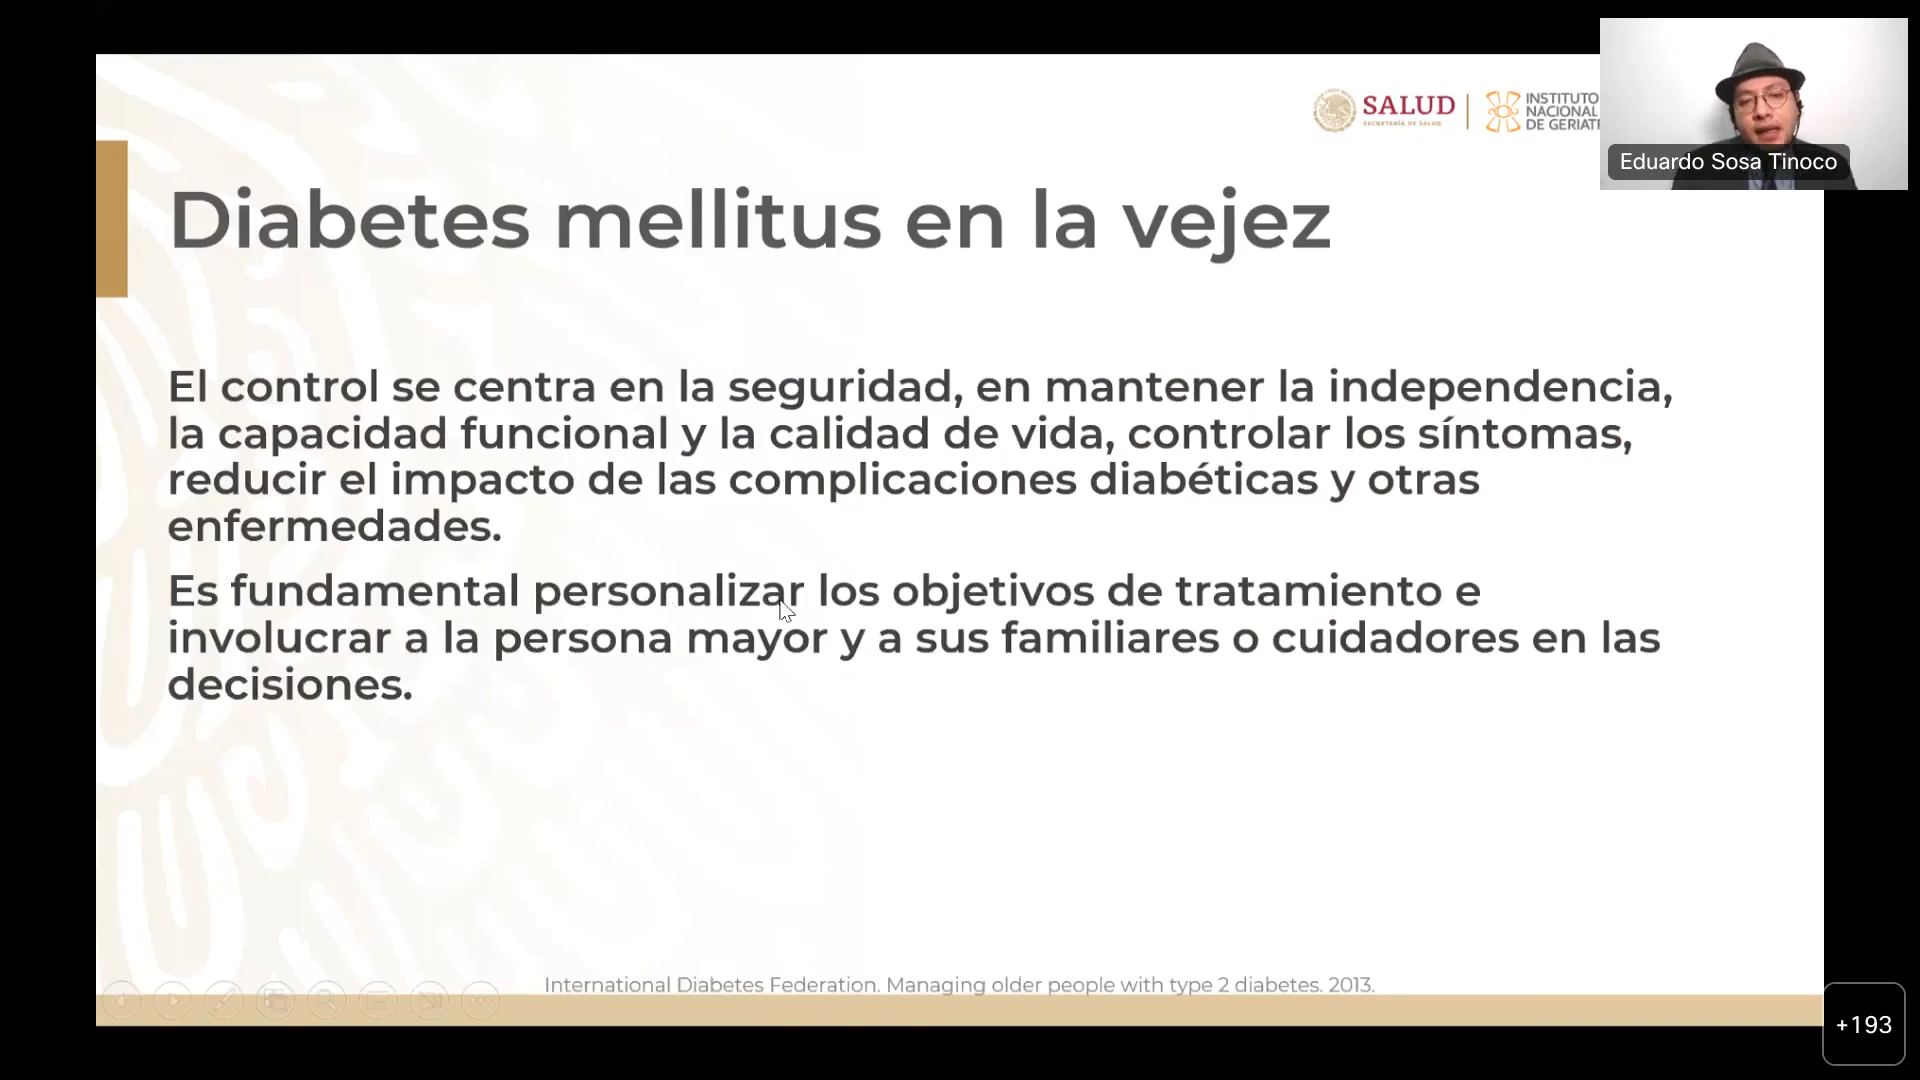 SALUD
SECRETARÍA DE SALUD
INSTITUTO
NACIONAL
DE GERIATR
Eduardo Sosa Tinoco
Diabetes mellitus en la vejez
El control se centra en la seguridad, en mantener la independencia,
la capacidad funcional y la calidad de vida, controlar los síntomas,
reducir el impacto de las complicaciones diabéticas y otras
enfermedades.
Es fundamental personalizar los objetivos de tratamiento e
involucrar a la persona mayor y a sus familiares o cuidadores en las
decisiones.
International Diabetes Federation. Managing older people with type 2 diabetes. 2013.
+193